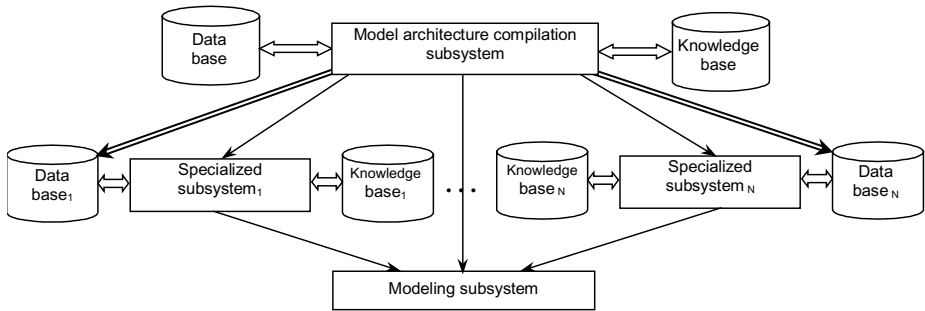 Data
base
Model architecture compilation
subsystem
Knowledge
base
Data
base₁
Specialized
subsystem₁
Knowledge
base₁
. . .
Knowledge
base N
Specialized
subsystem N
Data
base N
Modeling subsystem